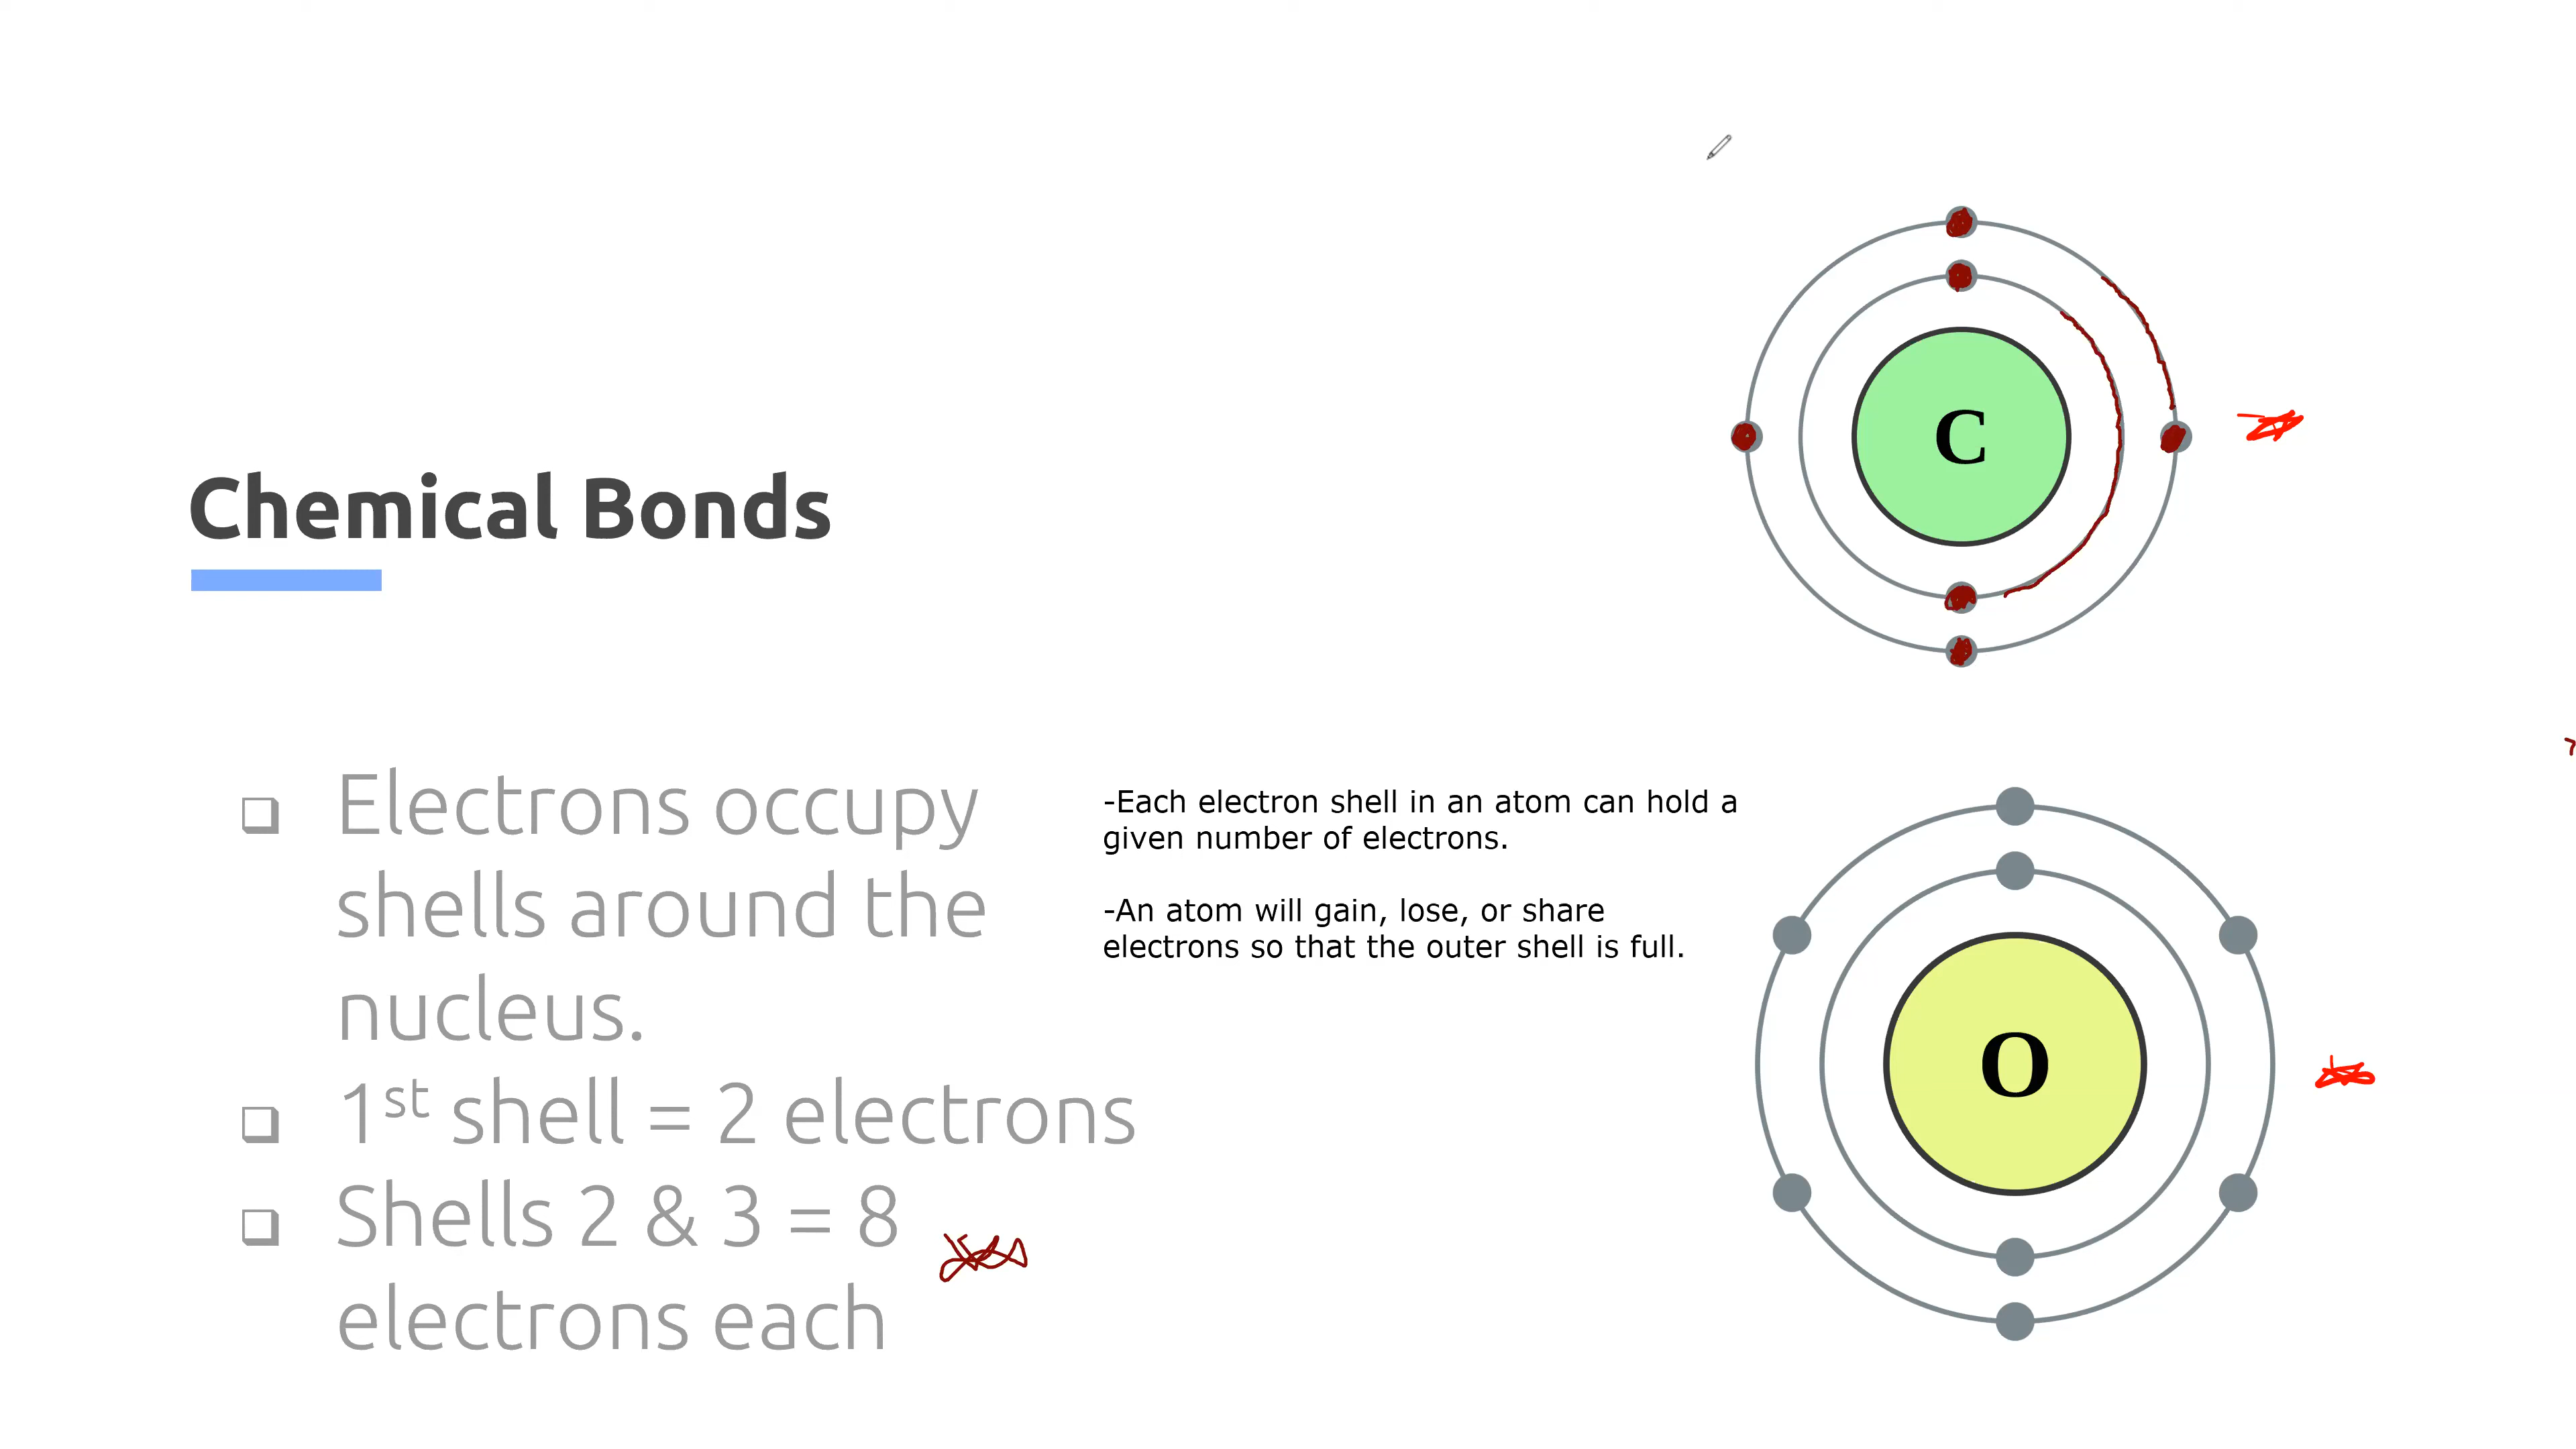 Chemical Bonds
Electrons occupy
shells around the
nucleus.
1st shell = 2 electrons
Shells 2 & 3 = 8
electrons each
-Each electron shell in an atom can hold a
given number of electrons.
-An atom will gain, lose, or share
electrons so that the outer shell is full.
C
O